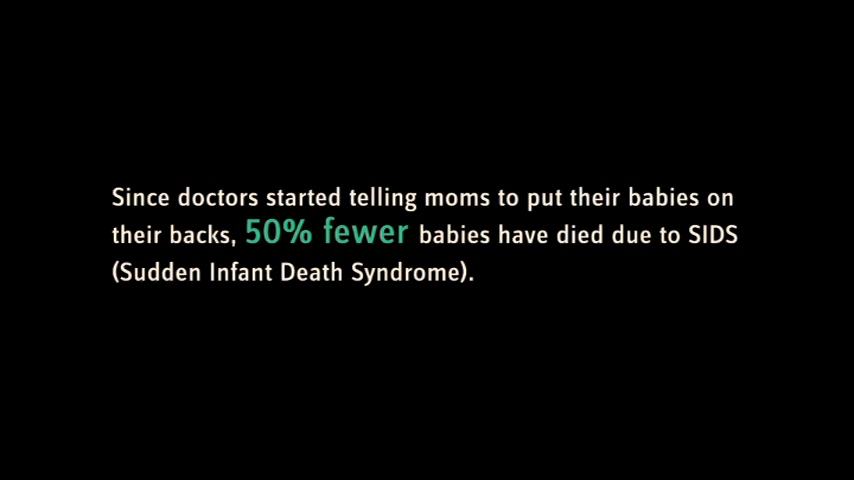 Since doctors started telling moms to put their babies on
their backs, 50% fewer babies have died due to SIDS
(Sudden Infant Death Syndrome).